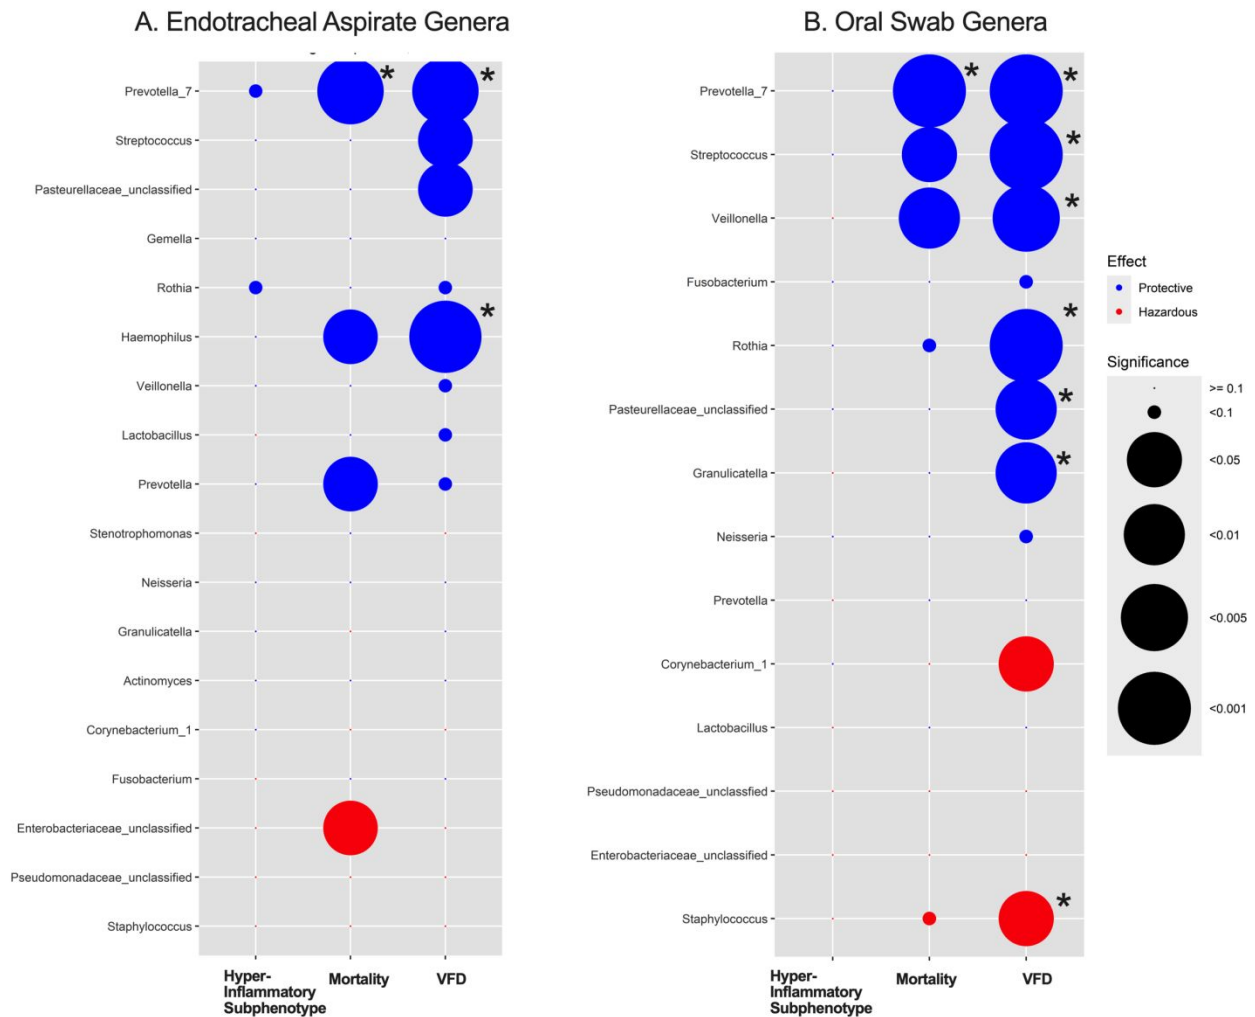 A. Endotracheal Aspirate Genera
Prevotella_7
*
*
Streptococcus
Pasteurellaceae_unclassified
Gemella
Rothia
Haemophilus
*
Veillonella
Lactobacillus
Prevotella
Stenotrophomonas
Neisseria
Granulicatella
Actinomyces
Corynebacterium_1
Fusobacterium
Enterobacteriaceae_unclassified
Pseudomonadaceae_unclassified
Staphylococcus
Hyper-
Inflammatory
Subphenotype
Mortality
VFD
B. Oral Swab Genera
Prevotella_7
*
*
Streptococcus
*
Veillonella
*
Fusobacterium
Rothia
*
Pasteurellaceae_unclassified
*
Granulicatella
*
Neisseria
Prevotella
Corynebacterium_1
Lactobacillus
Pseudomonadaceae_unclassfied
Enterobacteriaceae_unclassified
Staphylococcus
*
Hyper-
Inflammatory
Subphenotype
Mortality
VFD
Effect
Protective
Hazardous
Significance
>= 0.1
<0.1
<0.05
<0.01
<0.005
<0.001